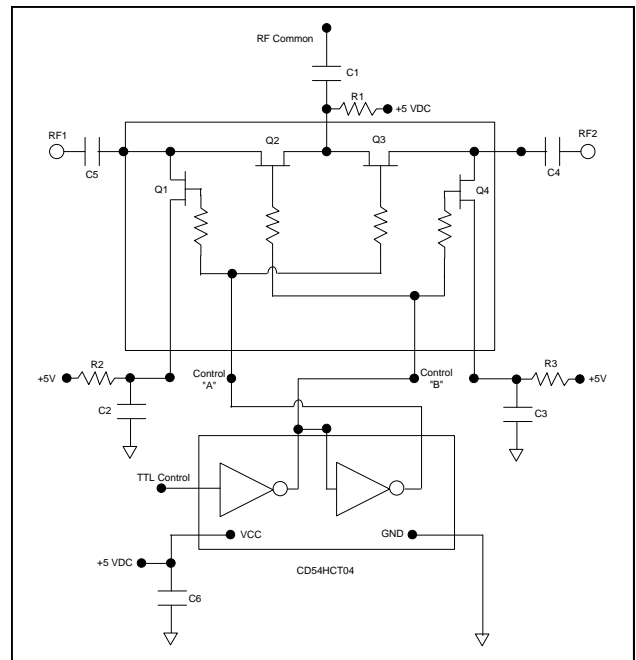 RF Common
C1
R1
+5 VDC
RF1
C5
Q2
Q3
RF2
C4
Q1
Q4
R2
+5V
C2
Control
"A"
Control
"B"
R3
+5V
C3
TTL Control
VCC
GND
+5 VDC
CD54HCT04
C6